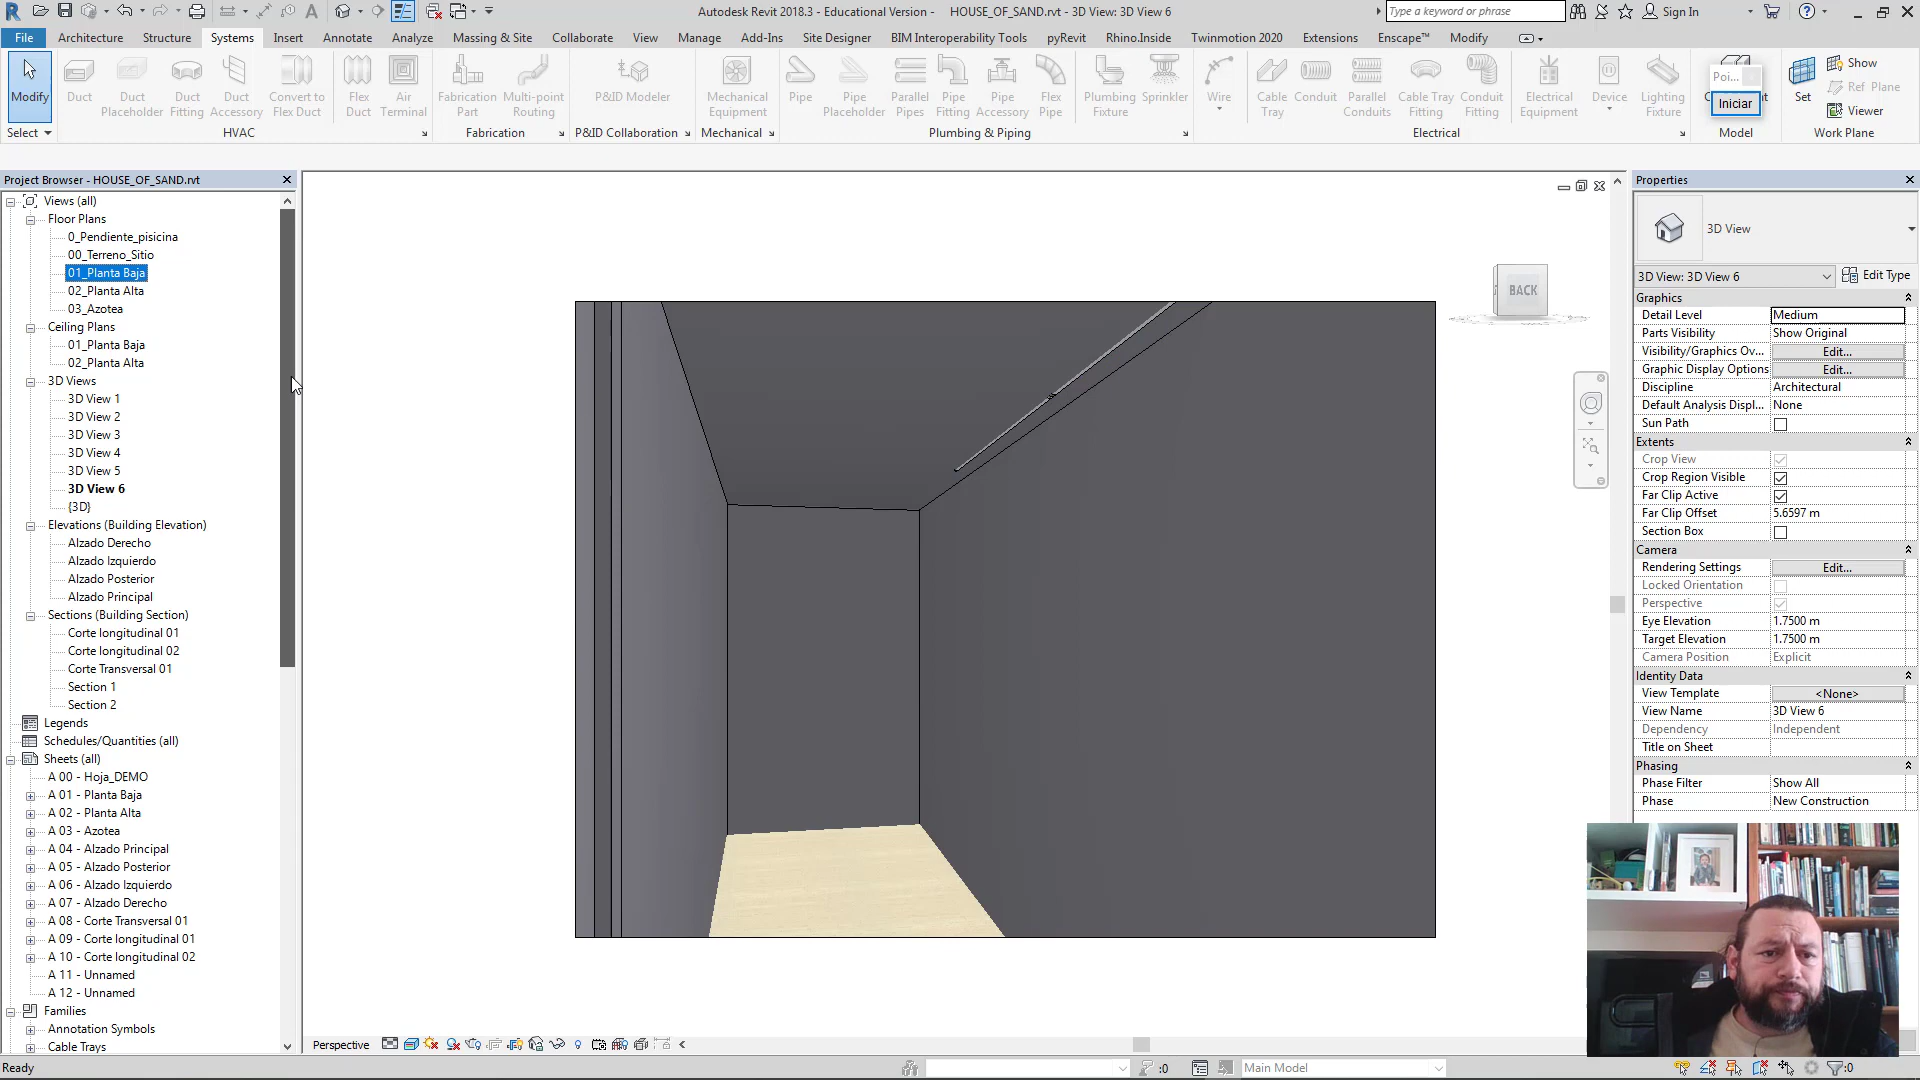 Autodesk Revit 2018.3 - Educational Version - HOUSE_OF_SAND.rvt - 3D View: 3D View 6
Type a keyword or phrase
Sign In
File Architecture Structure Systems Insert Annotate Analyze Massing & Site Collaborate View Manage Add-Ins Site Designer BIM Interoperability Tools pyRevit Rhino.Inside Twinmotion 2020 Extensions Enscape™ Modify
Modify
Duct
Duct Placeholder
Duct Fitting
Duct Accessory
Convert to Flex Duct
Flex Duct
Air Terminal
Fabrication Part
Multi-point Routing
P&ID Modeler
Mechanical Equipment
Pipe
Pipe Placeholder
Parallel Pipes
Pipe Fitting
Pipe Accessory
Flex Pipe
Plumbing Fixture
Sprinkler
Wire
Cable Tray
Conduit
Parallel Conduits
Cable Tray Fitting
Conduit Fitting
Electrical Equipment
Device
Lighting Fixture
Poi...
Iniciar
Set
Show
Ref Plane
Viewer
Select HVAC Fabrication P&ID Collaboration Mechanical Plumbing & Piping Electrical Model Work Plane
Project Browser - HOUSE_OF_SAND.rvt
Views (all)
Floor Plans
0_Pendiente_pisicina
00_Terreno_Sitio
01_Planta Baja
02_Planta Alta
03_Azotea
Ceiling Plans
01_Planta Baja
02_Planta Alta
3D Views
3D View 1
3D View 2
3D View 3
3D View 4
3D View 5
3D View 6
{3D}
Elevations (Building Elevation)
Alzado Derecho
Alzado Izquierdo
Alzado Posterior
Alzado Principal
Sections (Building Section)
Corte longitudinal 01
Corte longitudinal 02
Corte Transversal 01
Section 1
Section 2
Legends
Schedules/Quantities (all)
Sheets (all)
A 00 - Hoja_DEMO
A 01 - Planta Baja
A 02 - Planta Alta
A 03 - Azotea
A 04 - Alzado Principal
A 05 - Alzado Posterior
A 06 - Alzado Izquierdo
A 07 - Alzado Derecho
A 08 - Corte Transversal 01
A 09 - Corte longitudinal 01
A 10 - Corte longitudinal 02
A 11 - Unnamed
A 12 - Unnamed
Families
Annotation Symbols
Cable Trays
BACK
Properties
3D View
3D View: 3D View 6 Edit Type
Graphics
Detail Level Medium
Parts Visibility Show Original
Visibility/Graphics Ov... Edit...
Graphic Display Options Edit...
Discipline Architectural
Default Analysis Displ... None
Sun Path
Extents
Crop View
Crop Region Visible
Far Clip Active
Far Clip Offset 5.6597 m
Section Box
Camera
Rendering Settings Edit...
Locked Orientation
Perspective
Eye Elevation 1.7500 m
Target Elevation 1.7500 m
Camera Position Explicit
Identity Data
View Template <None>
View Name 3D View 6
Dependency Independent
Title on Sheet
Phasing
Phase Filter Show All
Phase New Construction
Perspective
Ready
:0
Main Model
:0